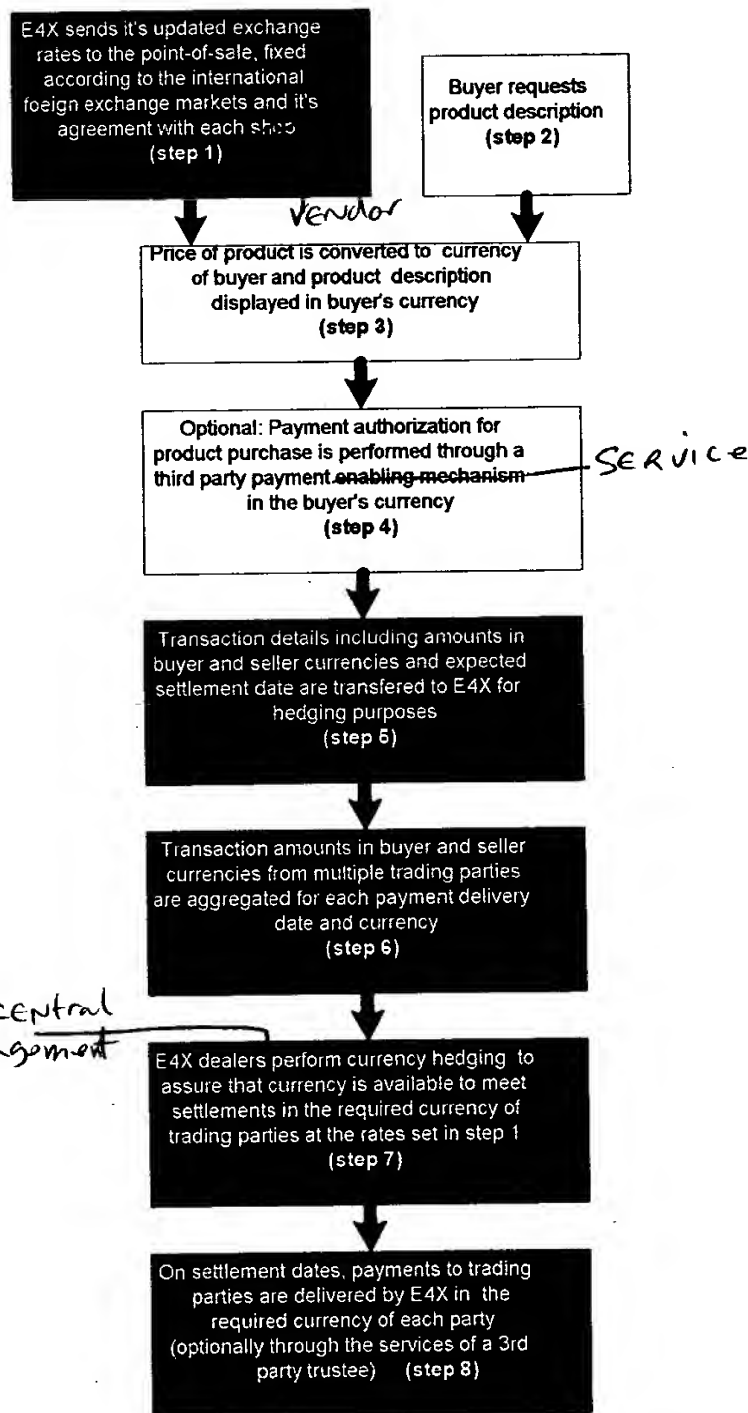 E4X sends it's updated exchange
rates to the point-of-sale, fixed
according to the international
foeign exchange markets and it's
agreement with each shop
(step 1)
Buyer requests
product description
(step 2)
Vendor
Price of product is converted to currency
of buyer and product description
displayed in buyer's currency
(step 3)
Optional: Payment authorization for
product purchase is performed through a
third party payment enabling mechanism
SERVICE
in the buyer's currency
(step 4)
Transaction details including amounts in
buyer and seller currencies and expected
settlement date are transfered to E4X for
hedging purposes
(step 5)
Transaction amounts in buyer and seller
currencies from multiple trading parties
are aggregated for each payment delivery
date and currency
(step 6)
central
E4X dealers perform currency hedging to
assure that currency is available to meet
settlements in the required currency of
trading parties at the rates set in step 1
(step 7)
On settlement dates, payments to trading
parties are delivered by E4X in the
required currency of each party
(optionally through the services of a 3rd
party trustee) (step 8)